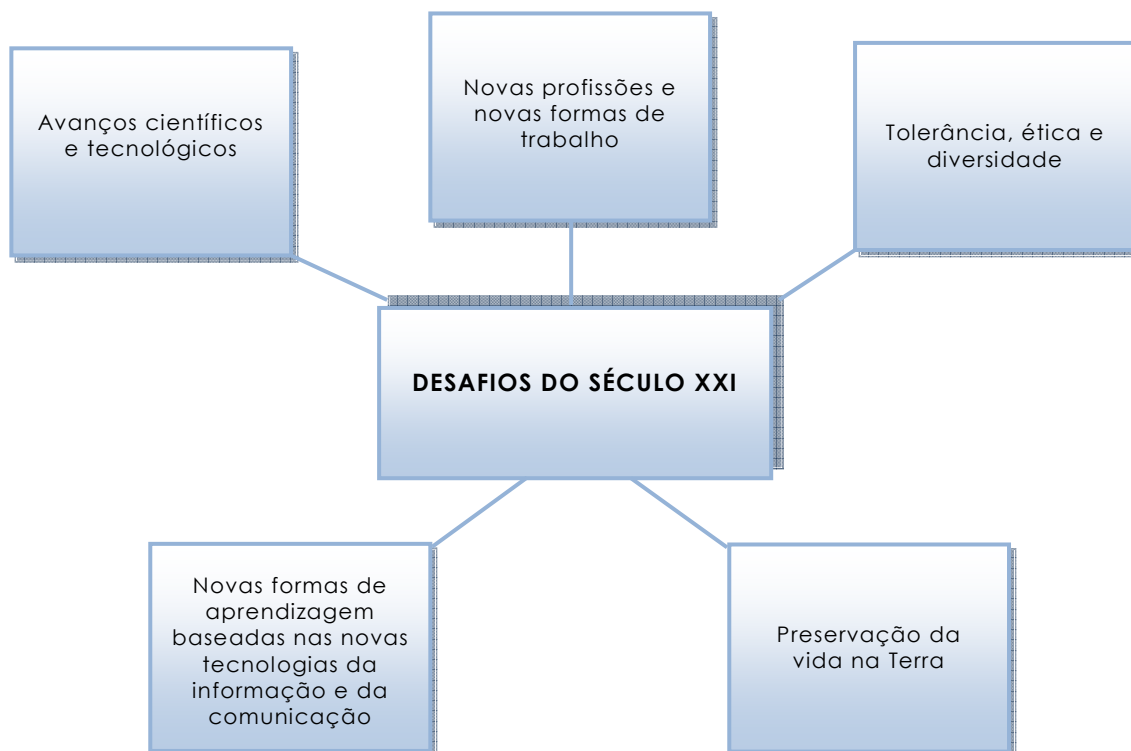 Avanços científicos
e tecnológicos
Novas profissões e
novas formas de
trabalho
Tolerância, ética e
diversidade
DESAFIOS DO SÉCULO XXI
Novas formas de
aprendizagem
baseadas nas novas
tecnologias da
informação e da
comunicação
Preservação da
vida na Terra